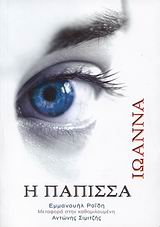 ΙΩΑΝΝΑ
Η ΠΑΠΙΣΣΑ
Εμμανουήλ Ροΐδη
Μεταφορά στην καθομιλουμένη
Αντώνης Σιμιτζής